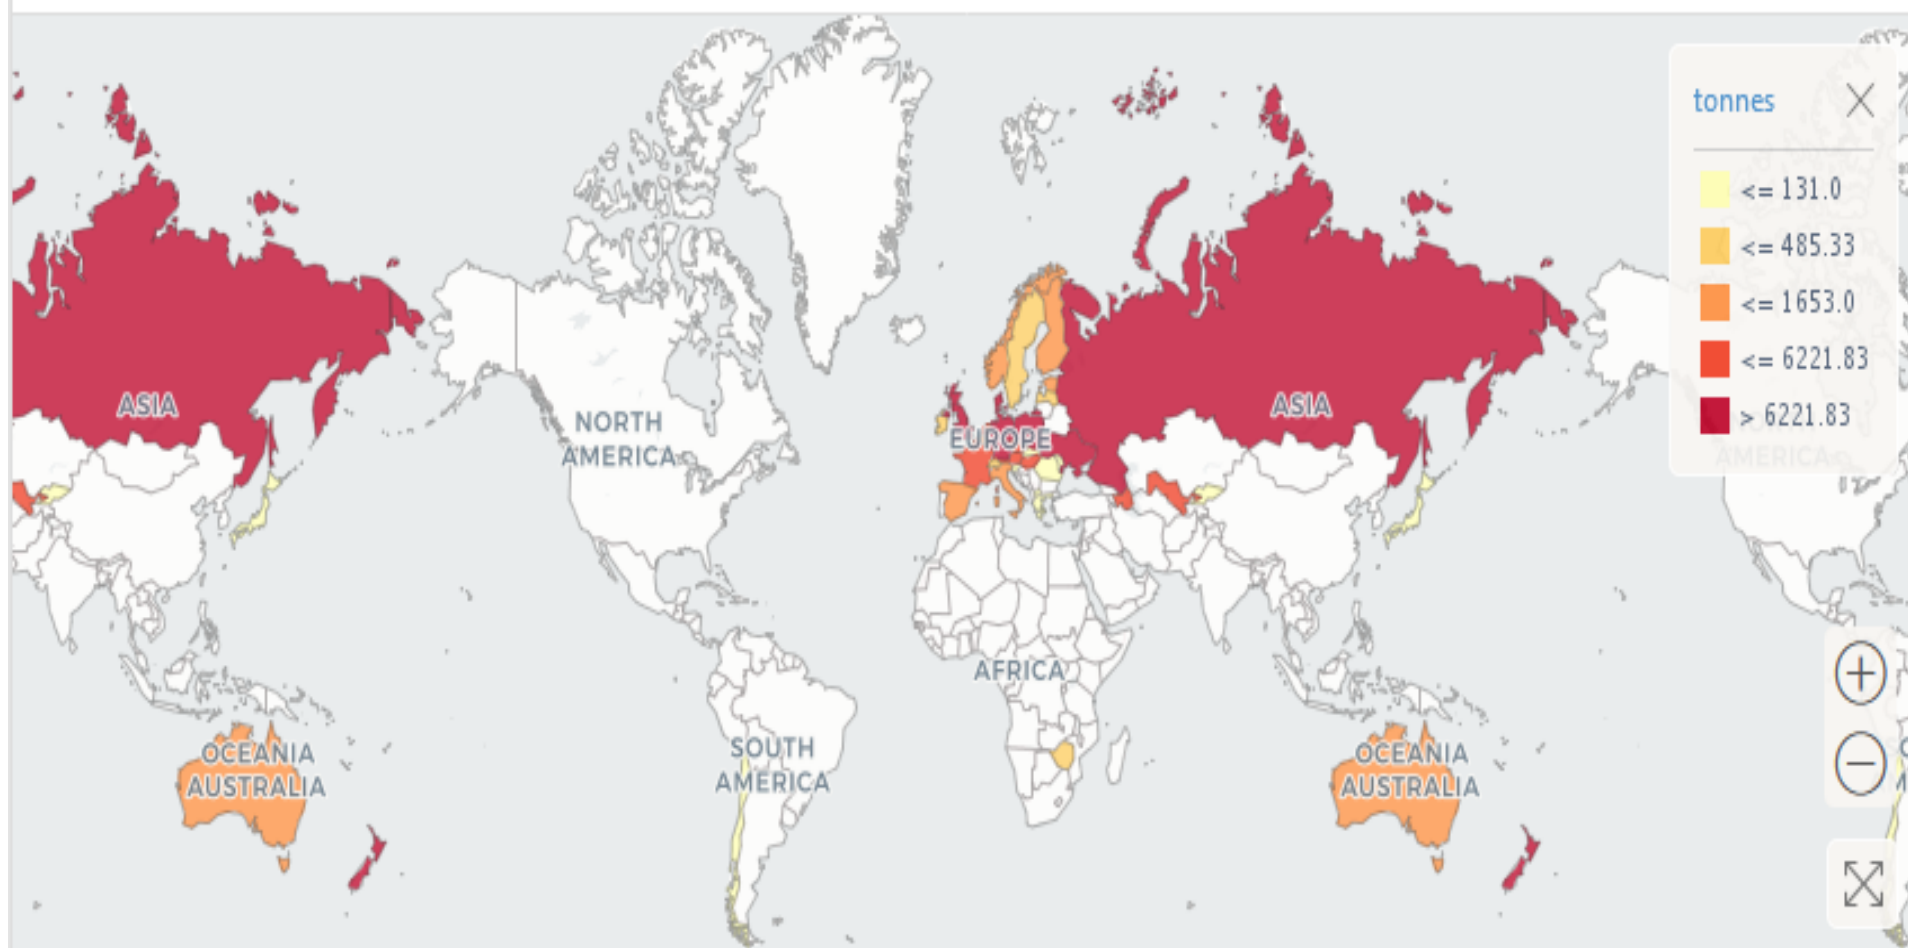 tonnes
<= 131.0
<= 485.33
<= 1653.0
<= 6221.83
> 6221.83
ASIA
NORTH
AMERICA
EUROPE
ASIA
AMERICA
AFRICA
OCEANIA
AUSTRALIA
SOUTH
AMERICA
OCEANIA
AUSTRALIA